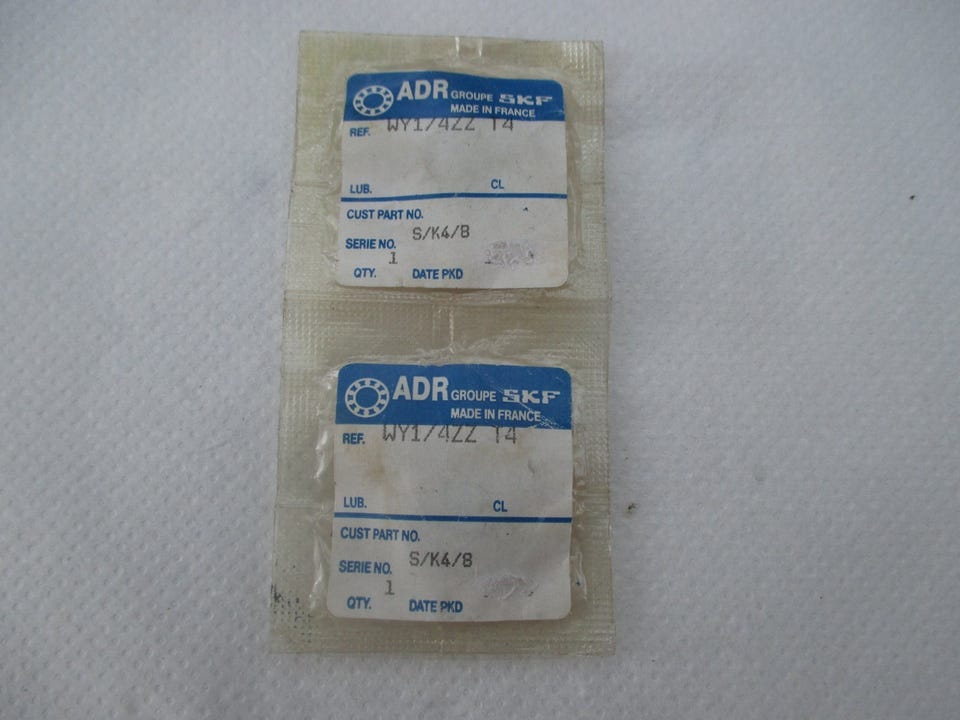 ADR GROUPE SKF
MADE IN FRANCE
REF. WY1/4ZZ T4
LUB. CL
CUST PART NO.
S/K4/B
SERIE NO.
1
QTY. DATE PKD
ADR GROUPE SKF
MADE IN FRANCE
REF. WY1/4ZZ T4
LUB. CL
CUST PART NO.
S/K4/B
SERIE NO.
1
QTY. DATE PKD